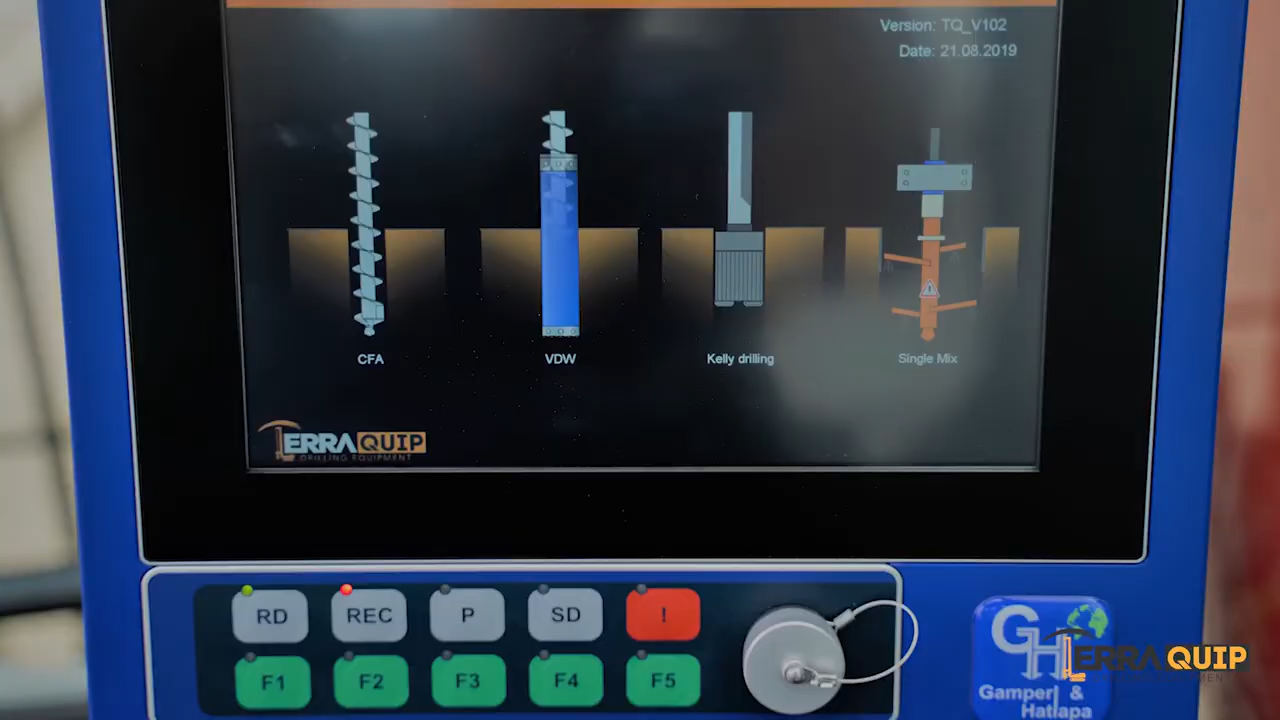 Version: TQ_V102
Date: 21.08.2019
CFA
VDW
Kelly drilling
Single Mix
TERRAQUIP
DRILLING EQUIPMENT
RD
REC
P
SD
!
F1
F2
F3
F4
F5
GH
TERRA QUIP
Gamperl &
Hatlapa